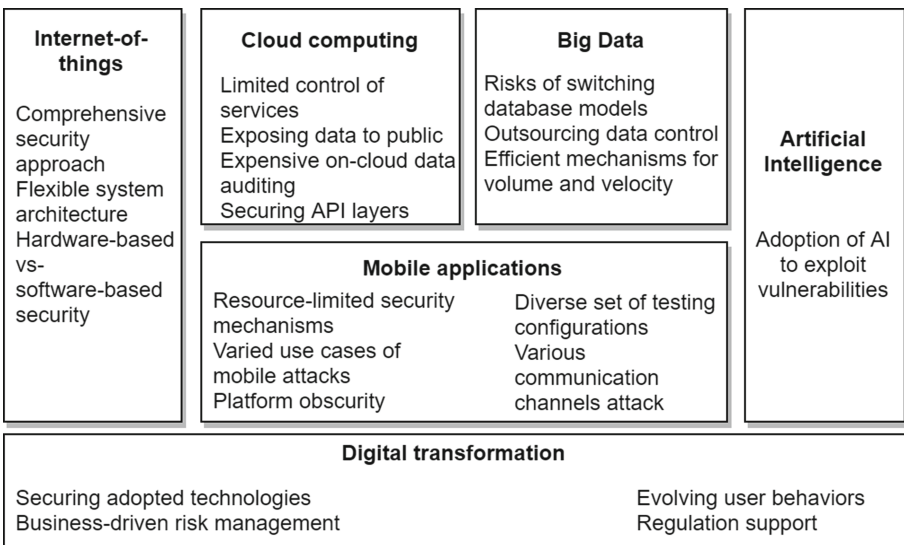 Internet-of-
things
Comprehensive
security
approach
Flexible system
architecture
Hardware-based
vs-
software-based
security
Cloud computing
Limited control of
services
Exposing data to public
Expensive on-cloud data
auditing
Securing API layers
Big Data
Risks of switching
database models
Outsourcing data control
Efficient mechanisms for
volume and velocity
Mobile applications
Resource-limited security
mechanisms
Varied use cases of
mobile attacks
Platform obscurity
Diverse set of testing
configurations
Various
communication
channels attack
Artificial
Intelligence
Adoption of AI
to exploit
vulnerabilities
Digital transformation
Securing adopted technologies
Business-driven risk management
Evolving user behaviors
Regulation support